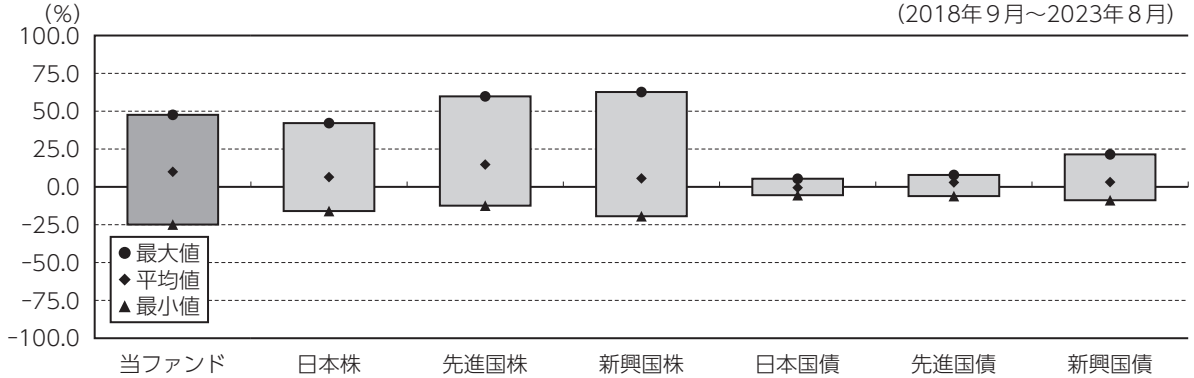 (%)
(2018年9月～2023年8月)
100.0
75.0
50.0
25.0
0.0
-25.0
-50.0
-75.0
-100.0
●最大値
◆平均値
▲最小値
当ファンド 日本株 先進国株 新興国株 日本国債 先進国債 新興国債